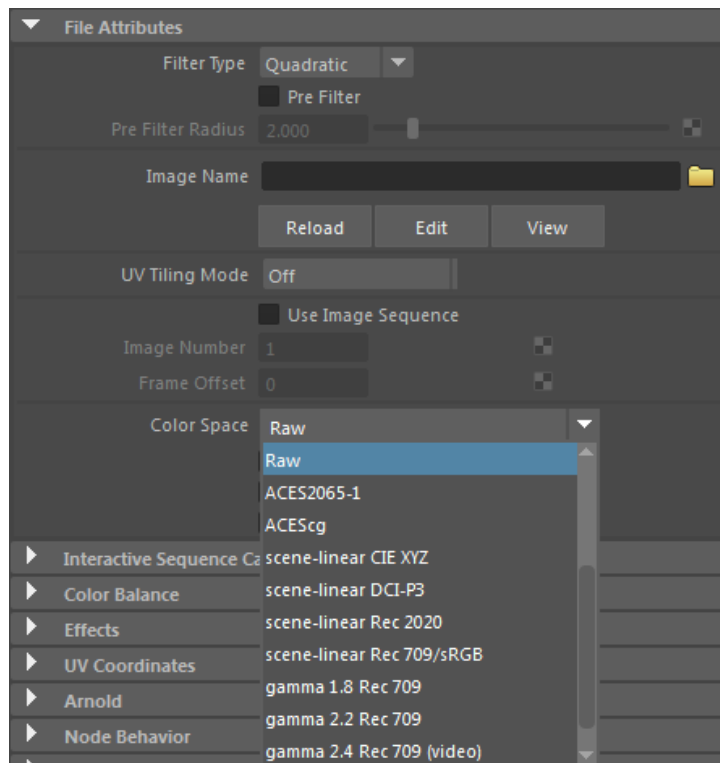 File Attributes
Filter Type Quadratic
Pre Filter
Pre Filter Radius 2.000
Image Name
Reload Edit View
UV Tiling Mode Off
Use Image Sequence
Image Number 1
Frame Offset 0
Color Space Raw
Raw
ACES2065-1
ACEScg
Interactive Sequence Ca scene-linear CIE XYZ
Color Balance scene-linear DCI-P3
Effects scene-linear Rec 2020
UV Coordinates scene-linear Rec 709/sRGB
Arnold gamma 1.8 Rec 709
Node Behavior gamma 2.2 Rec 709
gamma 2.4 Rec 709 (video)